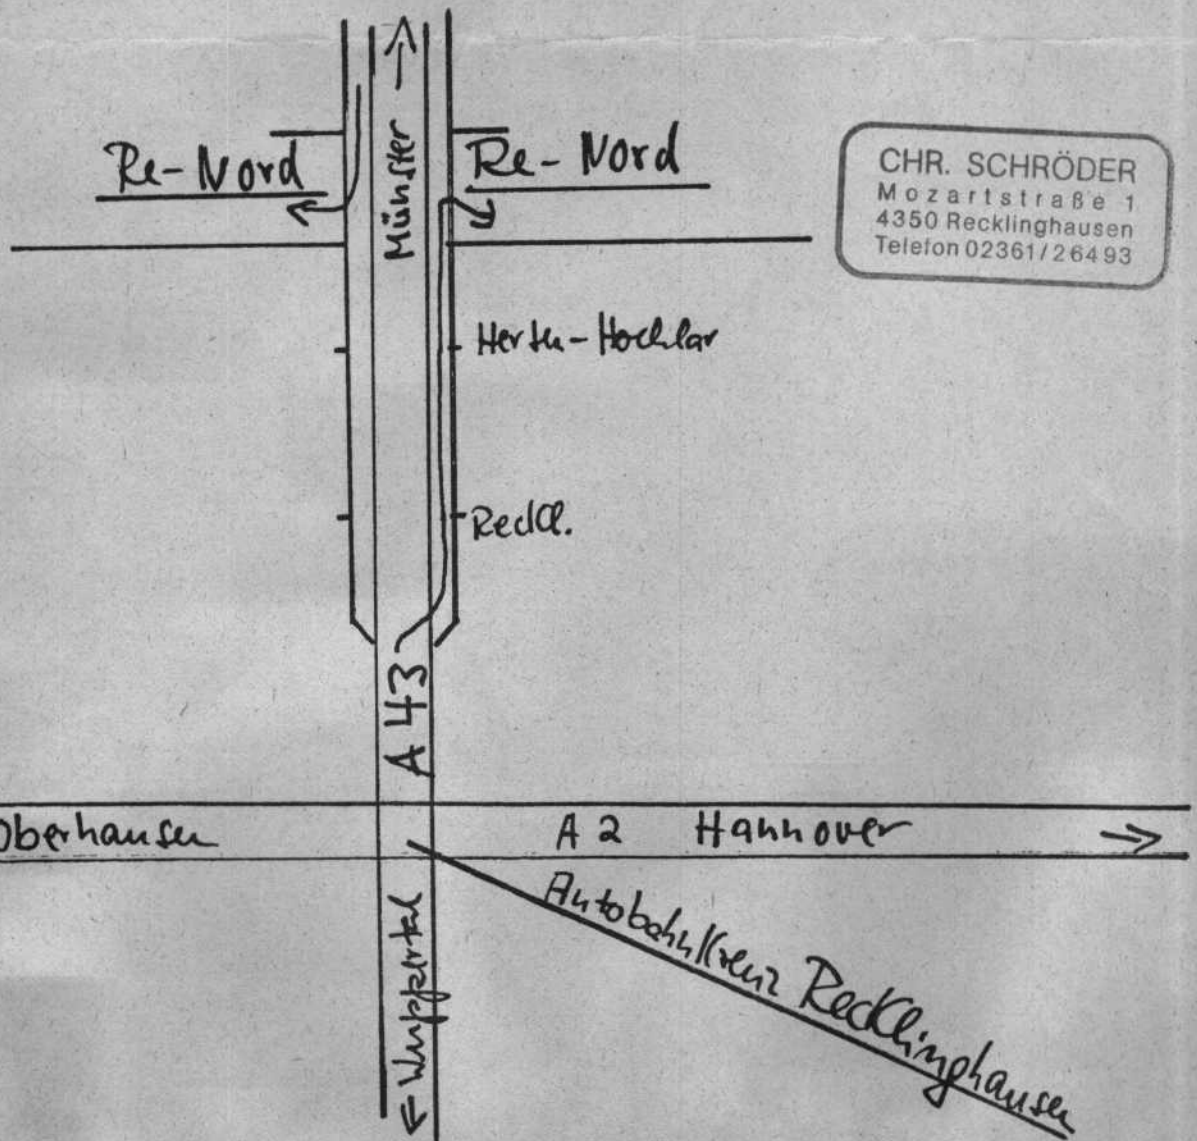 Münster →
Re-Nord
Re-Nord
CHR. SCHRÖDER
Mozartstraße 1
4350 Recklinghausen
Telefon 02361/26493
Herten-Hochlar
Reckl.
A 43
Oberhausen
A 2 Hannover →
Autobahnkreuz Recklinghausen
← Wuppertal